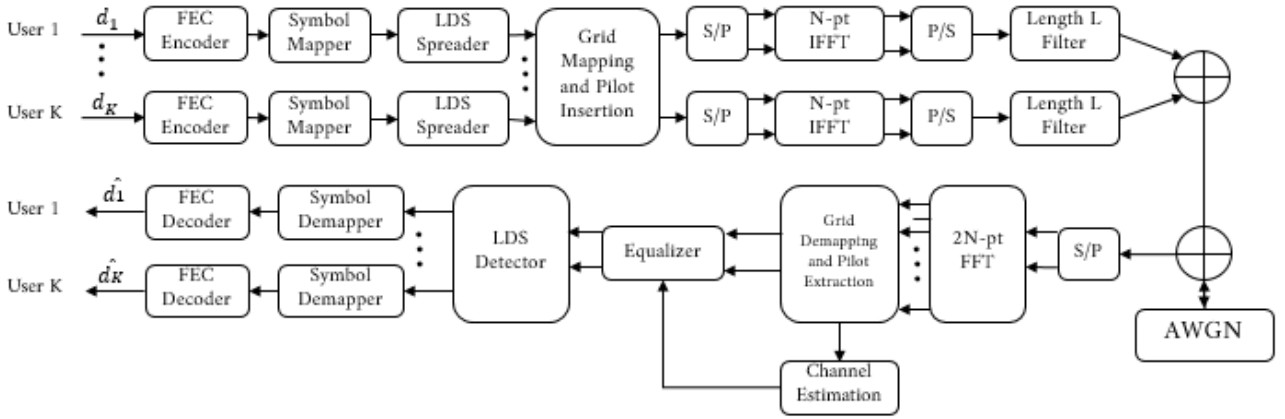 User 1
d1
FEC
Encoder
Symbol
Mapper
LDS
Spreader
Grid
Mapping
and Pilot
Insertion
S/P
N-pt
IFFT
P/S
Length L
Filter
User K
dK
FEC
Encoder
Symbol
Mapper
LDS
Spreader
S/P
N-pt
IFFT
P/S
Length L
Filter
User 1
d̂1
FEC
Decoder
Symbol
Demapper
LDS
Detector
Equalizer
Grid
Demapping
and Pilot
Extraction
2N-pt
FFT
S/P
User K
d̂K
FEC
Decoder
Symbol
Demapper
AWGN
Channel
Estimation